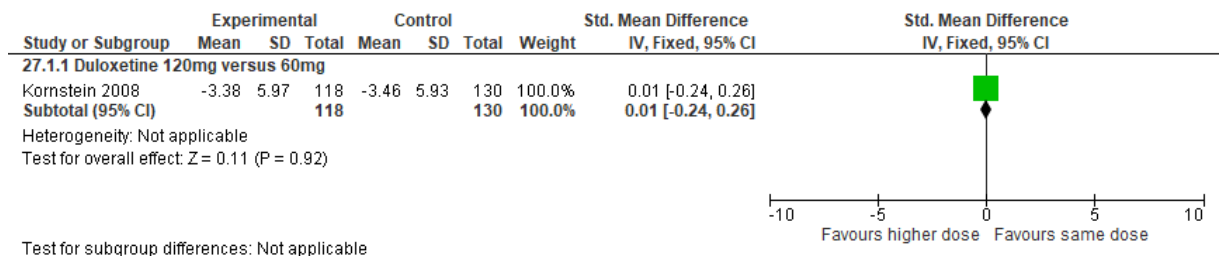 Experimental Control Std. Mean Difference Std. Mean Difference
Study or Subgroup Mean SD Total Mean SD Total Weight IV, Fixed, 95% CI IV, Fixed, 95% CI
27.1.1 Duloxetine 120mg versus 60mg
Kornstein 2008 -3.38 5.97 118 -3.46 5.93 130 100.0% 0.01 [-0.24, 0.26]
Subtotal (95% CI) 118 130 100.0% 0.01 [-0.24, 0.26]
Heterogeneity: Not applicable
Test for overall effect: Z = 0.11 (P = 0.92)
-10 -5 0 5 10
Favours higher dose Favours same dose
Test for subgroup differences: Not applicable